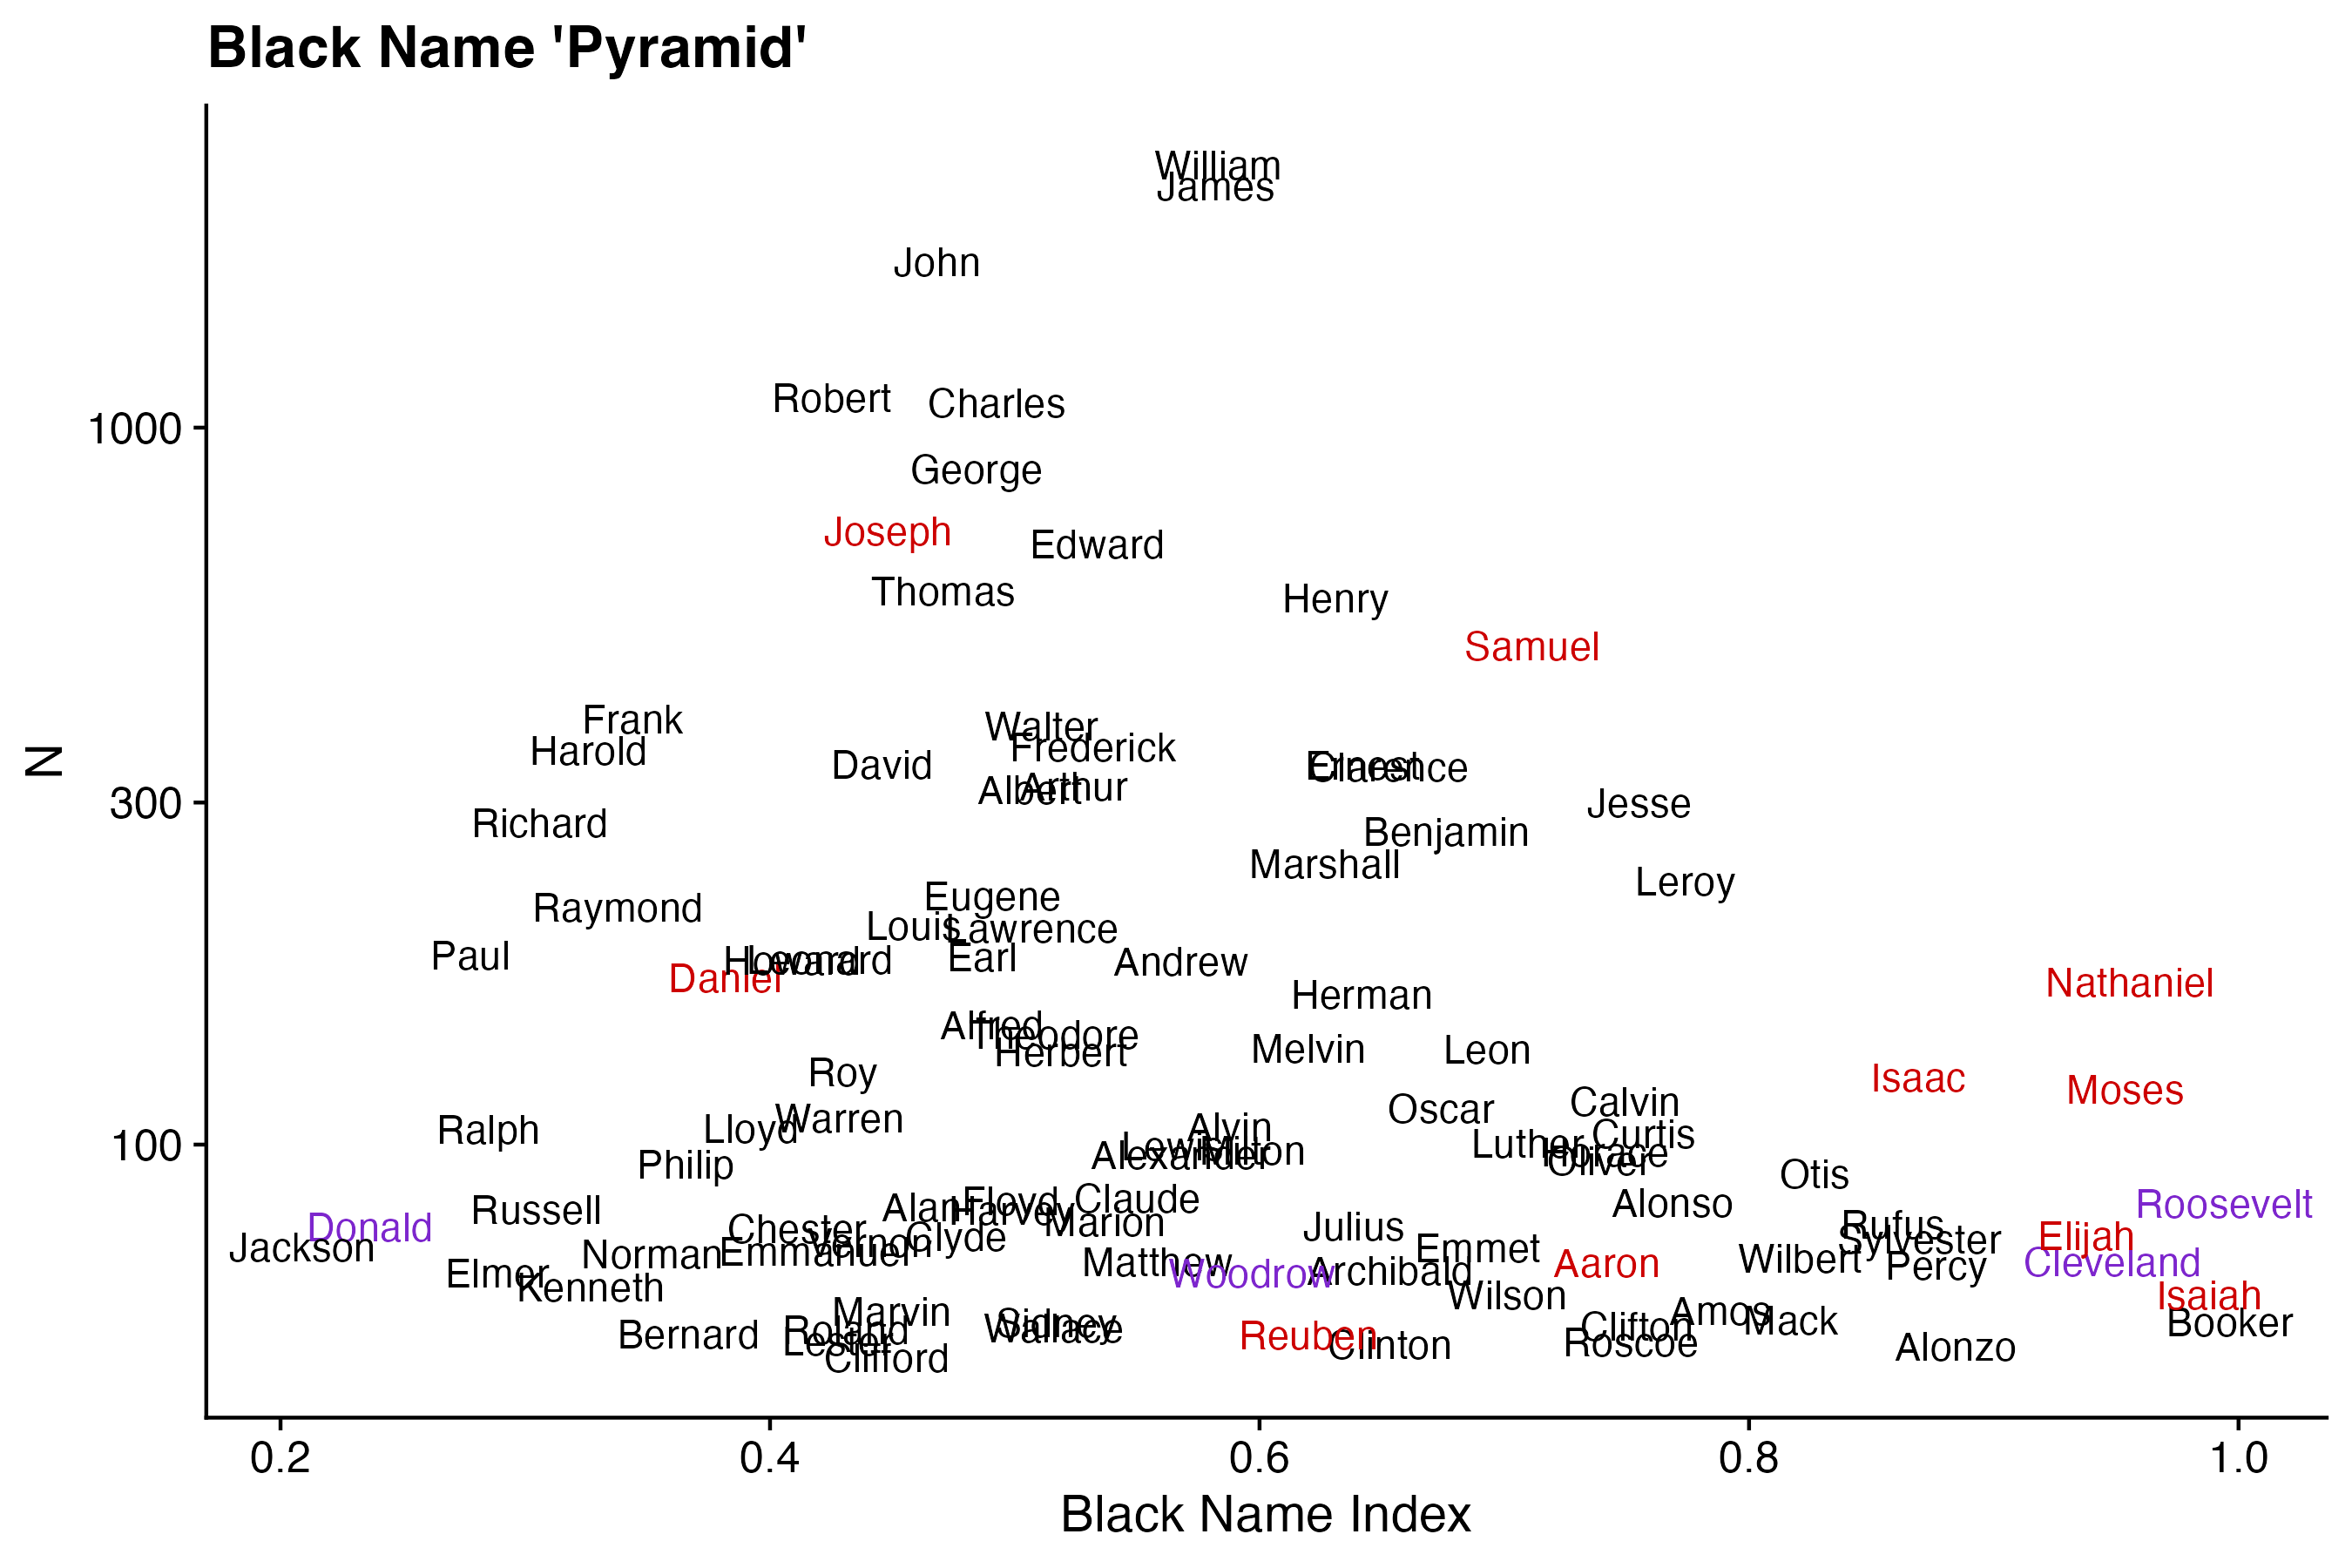 Black Name 'Pyramid'
William
James
John
Robert
Charles
1000
George
Joseph
Edward
Thomas
Henry
Samuel
Frank
Walter
Frederick
Harold
David
Ernest
Clarence
N
Albert
Arthur
300
Jesse
Richard
Benjamin
Marshall
Leroy
Eugene
Raymond
Louis
Lawrence
Paul
Howard
Leonard
Earl
Andrew
Daniel
Nathaniel
Herman
Alfred
Theodore
Herbert
Melvin
Leon
Roy
Isaac
Moses
Calvin
Oscar
Warren
Ralph
Lloyd
Alvin
Curtis
100
Lewis
Milton
Luther
Horace
Alexander
Oliver
Philip
Otis
Claude
Floyd
Alan
Harvey
Alonso
Roosevelt
Russell
Marion
Donald
Chester
Julius
Rufus
Clyde
Sylvester
Elijah
Jackson
Norman
Vernon
Emmanuel
Emmet
Matthew
Aaron
Wilbert
Percy
Cleveland
Elmer
Woodrow
Archibald
Kenneth
Wilson
Isaiah
Marvin
Amos
Sidney
Mack
Booker
Roland
Wallace
Clifton
Bernard
Lester
Reuben
Roscoe
Clinton
Alonzo
Clifford
0.2 0.4 0.6 0.8 1.0
Black Name Index